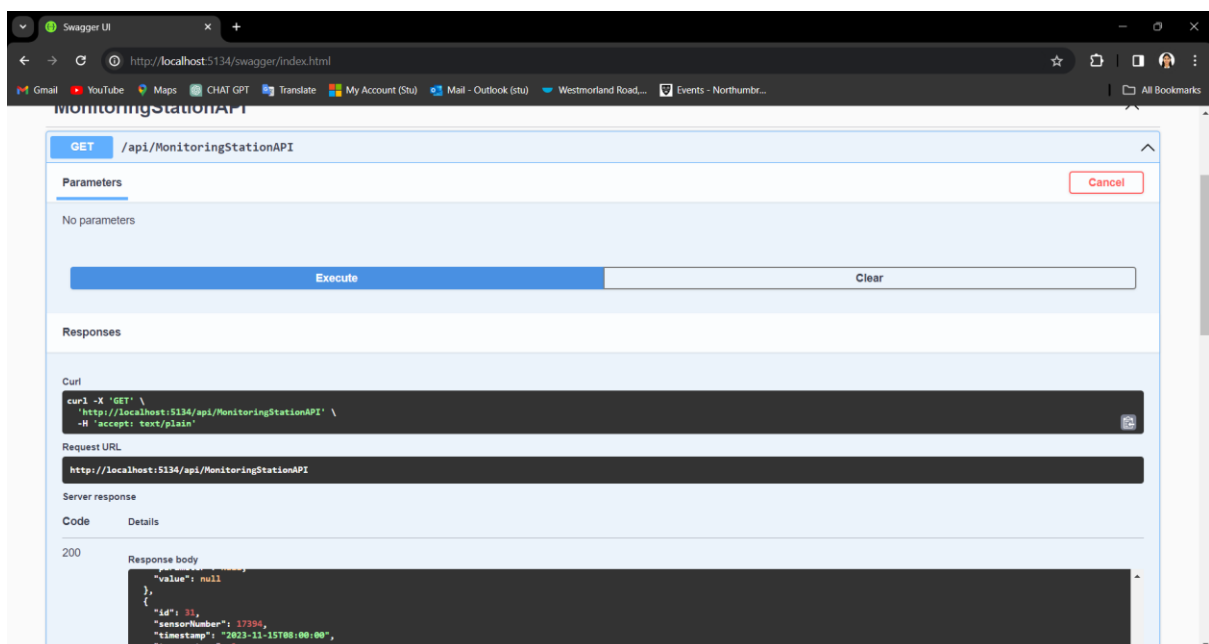 Swagger UI
http://localhost:5134/swagger/index.html
Gmail YouTube Maps CHAT GPT Translate My Account (Stu) Mail - Outlook (stu) Westmorland Road,... Events - Northumbr... All Bookmarks
MonitoringStationAPI
GET /api/MonitoringStationAPI
Parameters Cancel
No parameters
Execute Clear
Responses
Curl
curl -X 'GET' \
'http://localhost:5134/api/MonitoringStationAPI' \
-H 'accept: text/plain'
Request URL
http://localhost:5134/api/MonitoringStationAPI
Server response
Code Details
200
Response body
"value": null
},
{
"id": 31,
"sensorNumber": 17394,
"timestamp": "2023-11-15T08:00:00",